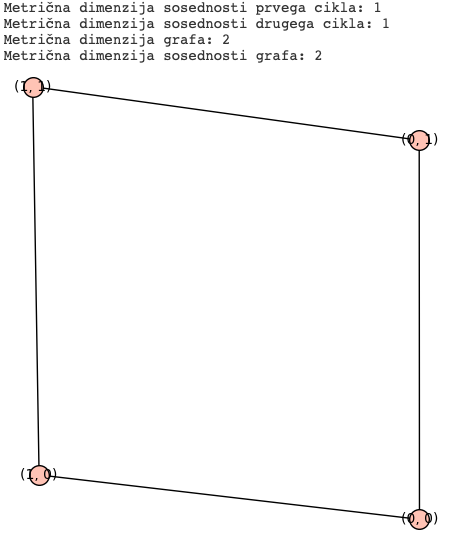 Metrična dimenzija sosednosti prvega cikla: 1
Metrična dimenzija sosednosti drugega cikla: 1
Metrična dimenzija grafa: 2
Metrična dimenzija sosednosti grafa: 2
(1, 1)
(0, 1)
(1, 0)
(0, 0)